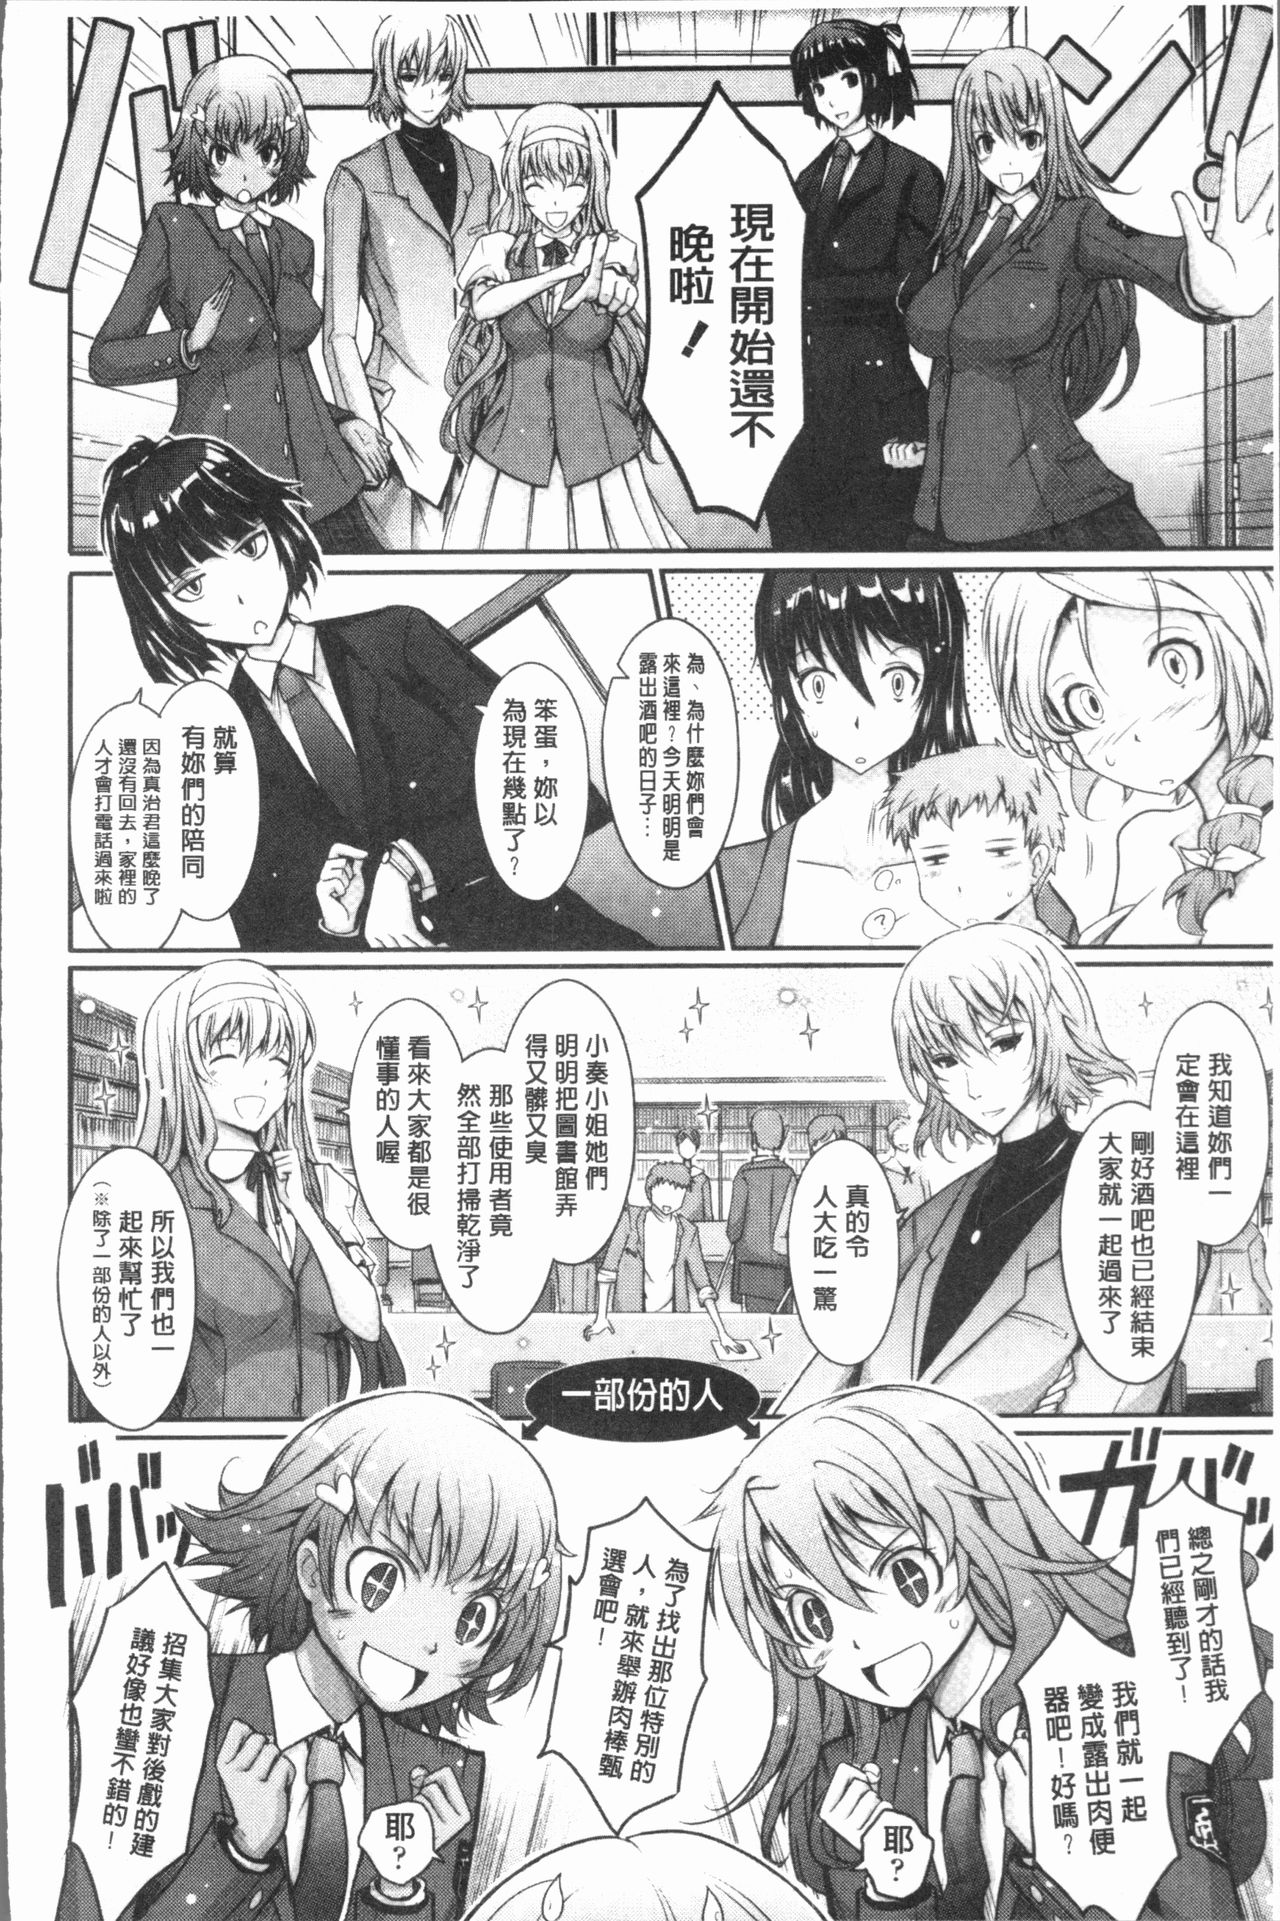 現在開始還不
晚啦！
為、為什麼妳們會
來這裡？今天明明是
露出酒吧的日子…
？
笨蛋，妳以
為現在幾點了？
就算
有妳們的陪同
因為真治君這麼晚了
還沒有回去，家裡的
人才會打電話過來啦
我知道妳們一
定會在這裡
剛好酒吧也已經結束
大家就一起過來了
真的令
人大吃一驚
小奏小姐她們
明明把圖書館弄
得又髒又臭
那些使用者竟
然全部打掃乾淨了
看來大家都是很
懂事的人喔
所以我們也一
起來幫忙了
（※除了一部份的人以外）
一部份的人
ガバッ
總之剛才的話我
們已經聽到了！
我們就一起
變成露出肉便
器吧！好嗎？
耶？
為了找出那位特別的
人，就來舉辦肉棒甄
選會吧！
ガバッ
招集大家對後戲的建
議好像也蠻不錯的！
耶？